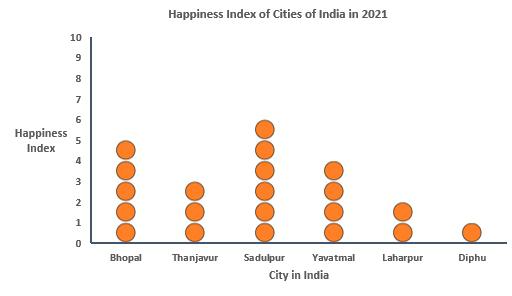 Happiness Index of Cities of India in 2021
10
9
8
7
6
5
4
3
2
1
0
Happiness
Index
Bhopal Thanjavur Sadulpur Yavatmal Laharpur Diphu
City in India